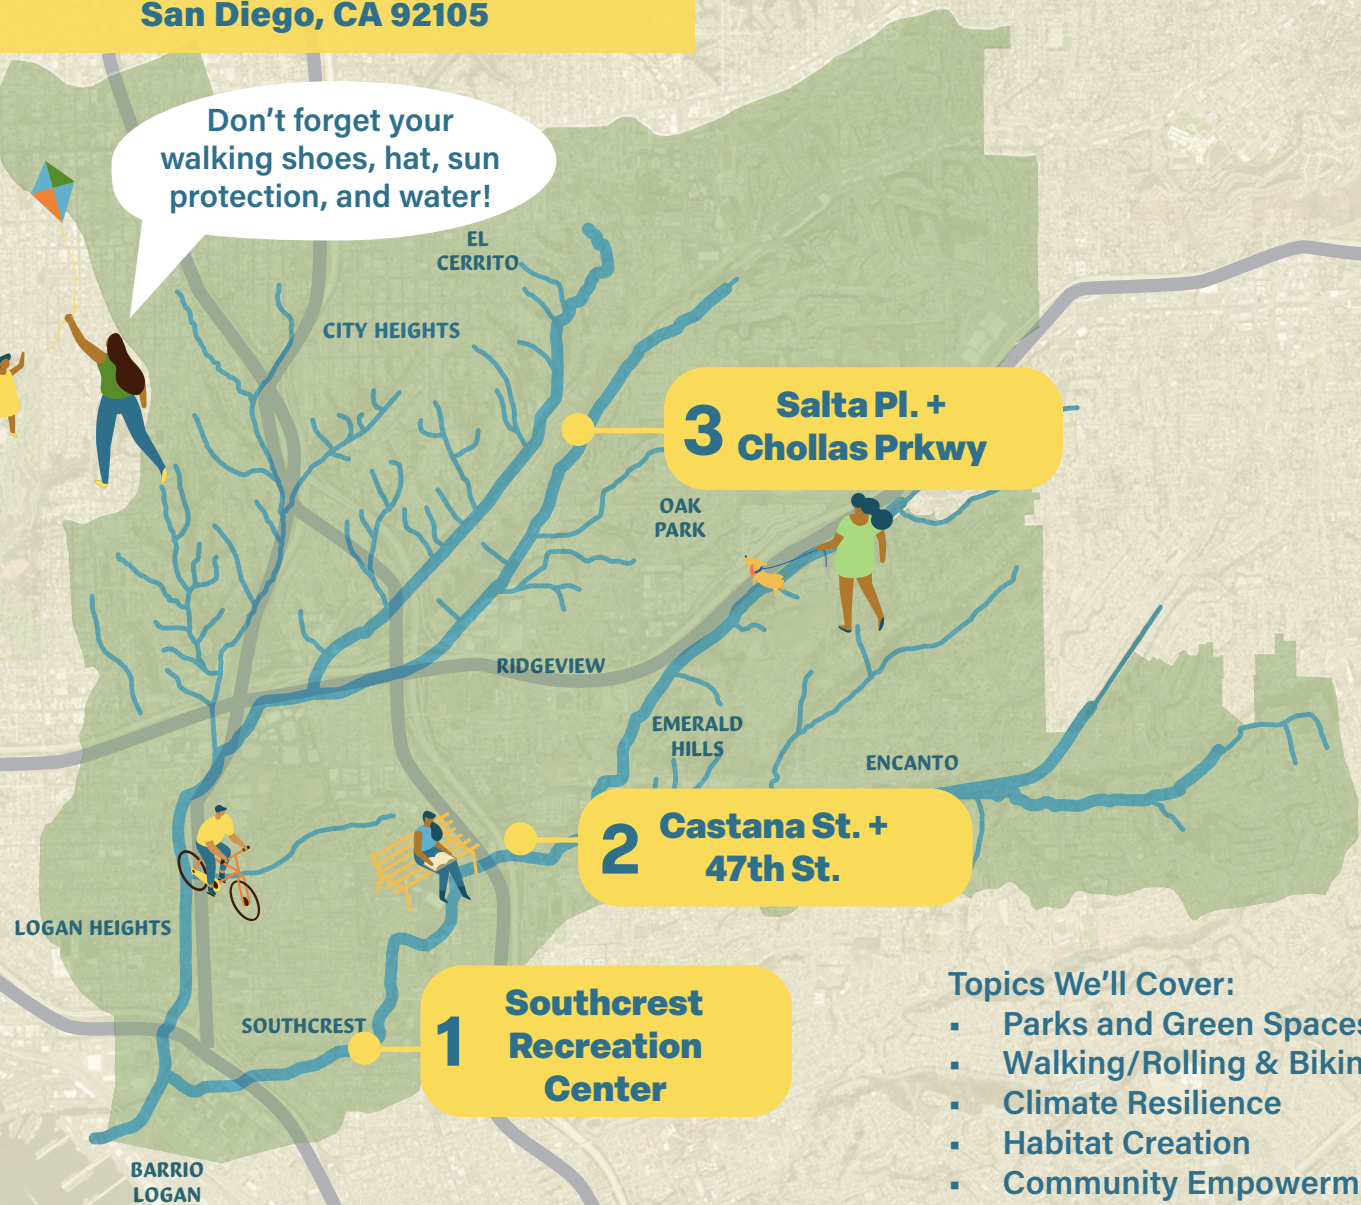 San Diego, CA 92105
Don't forget your
walking shoes, hat, sun
protection, and water!
EL
CERRITO
CITY HEIGHTS
3
Salta Pl. +
Chollas Prkwy
OAK
PARK
RIDGEVIEW
EMERALD
HILLS
ENCANTO
2
Castana St. +
47th St.
LOGAN HEIGHTS
1
Southcrest
Recreation
Center
SOUTHCREST
BARRIO
LOGAN
Topics We'll Cover:
▪ Parks and Green Spaces
▪ Walking/Rolling & Bikin
▪ Climate Resilience
▪ Habitat Creation
▪ Community Empowerm